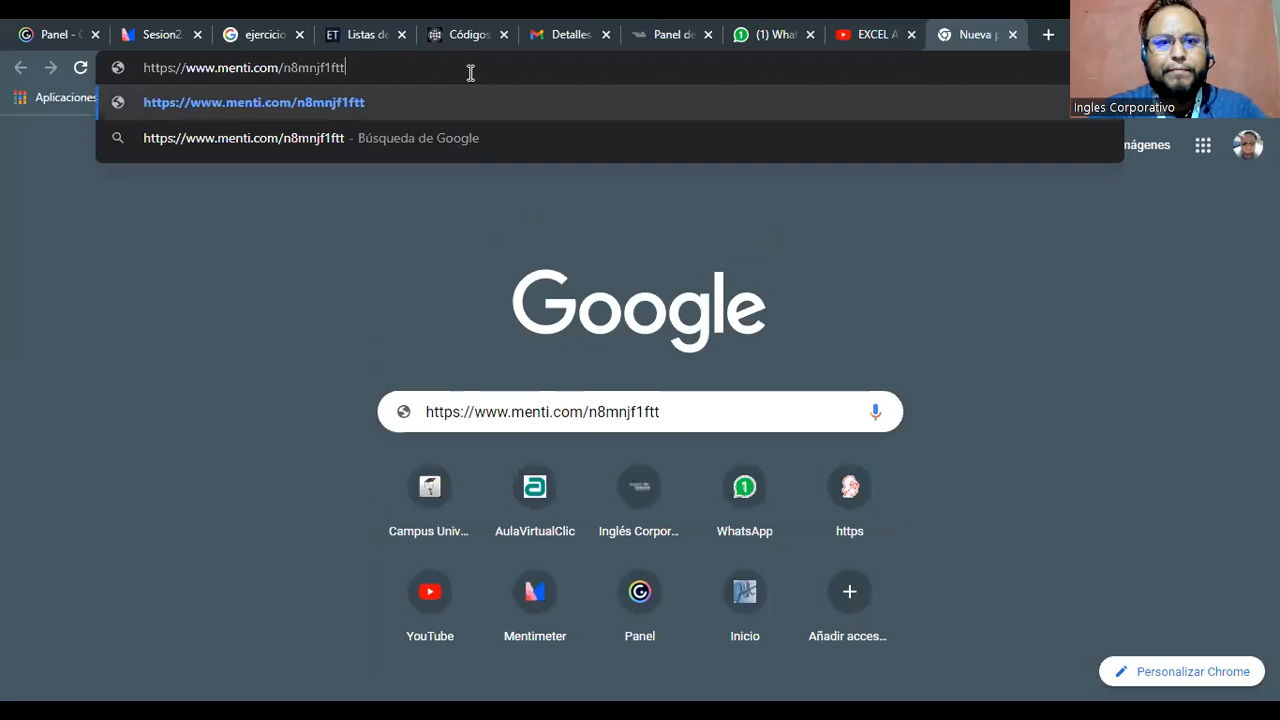 Panel - C
Sesion2-
ejercicio
ET Listas de
Códigos
Detalles
Panel de
(1) What
EXCEL A
Nueva p
https://www.menti.com/n8mnjf1ftt
Aplicaciones
https://www.menti.com/n8mnjf1ftt
https://www.menti.com/n8mnjf1ftt - Búsqueda de Google
Ingles Corporativo
mágenes
Google
https://www.menti.com/n8mnjf1ftt
Campus Univ...
AulaVirtualClic
Inglés Corpor...
WhatsApp
https
YouTube
Mentimeter
Panel
Inicio
Añadir acces...
Personalizar Chrome